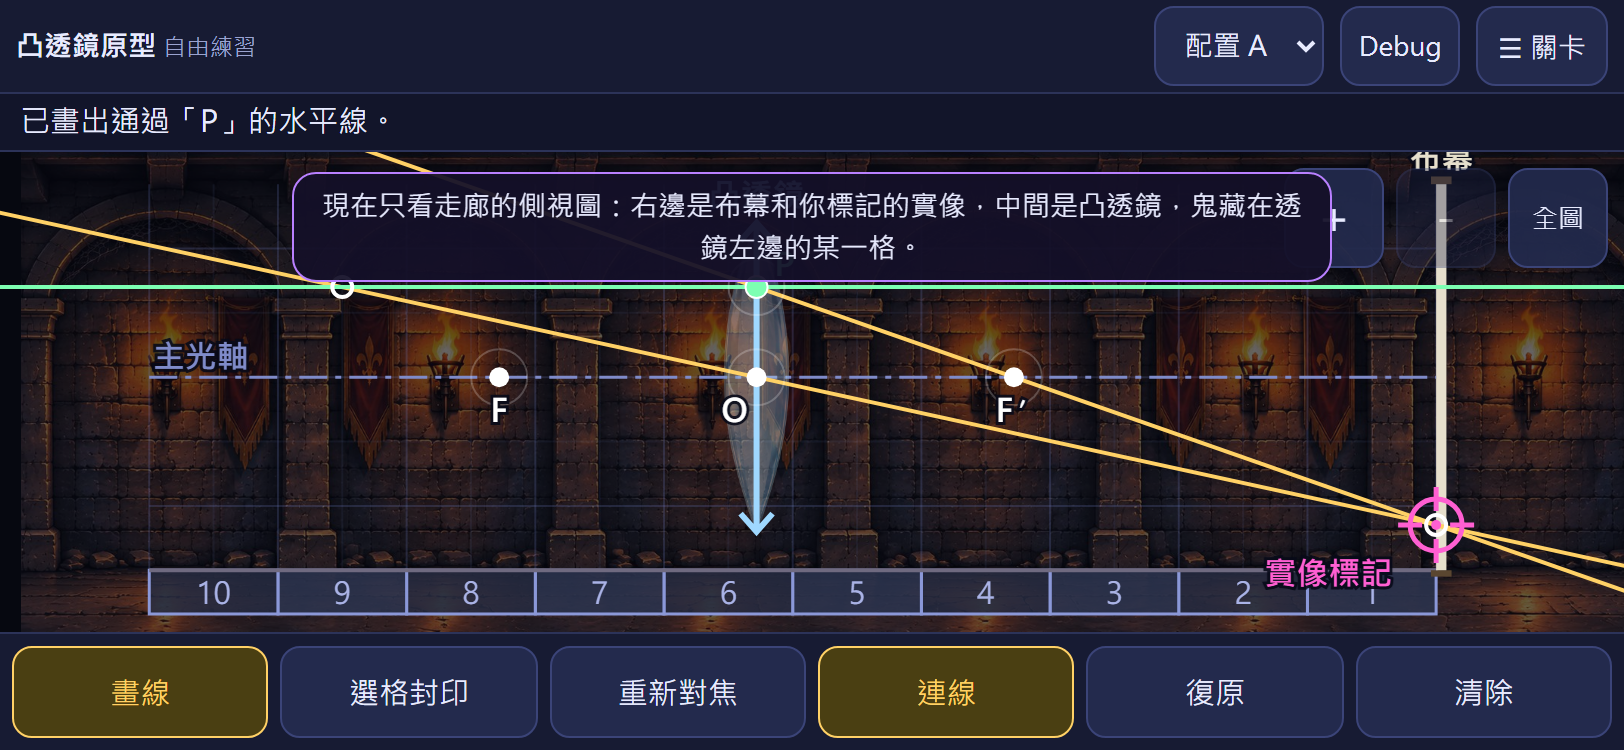 凸透鏡原型 自由練習
配置 A
Debug
☰ 關卡
已畫出通過「P」的水平線。
布幕
現在只看走廊的側視圖：右邊是布幕和你標記的實像，中間是凸透鏡，鬼藏在透
鏡左邊的某一格。
+
-
全圖
主光軸
F
O
F′
實像標記
10 9 8 7 6 5 4 3 2 1
畫線
選格封印
重新對焦
連線
復原
清除